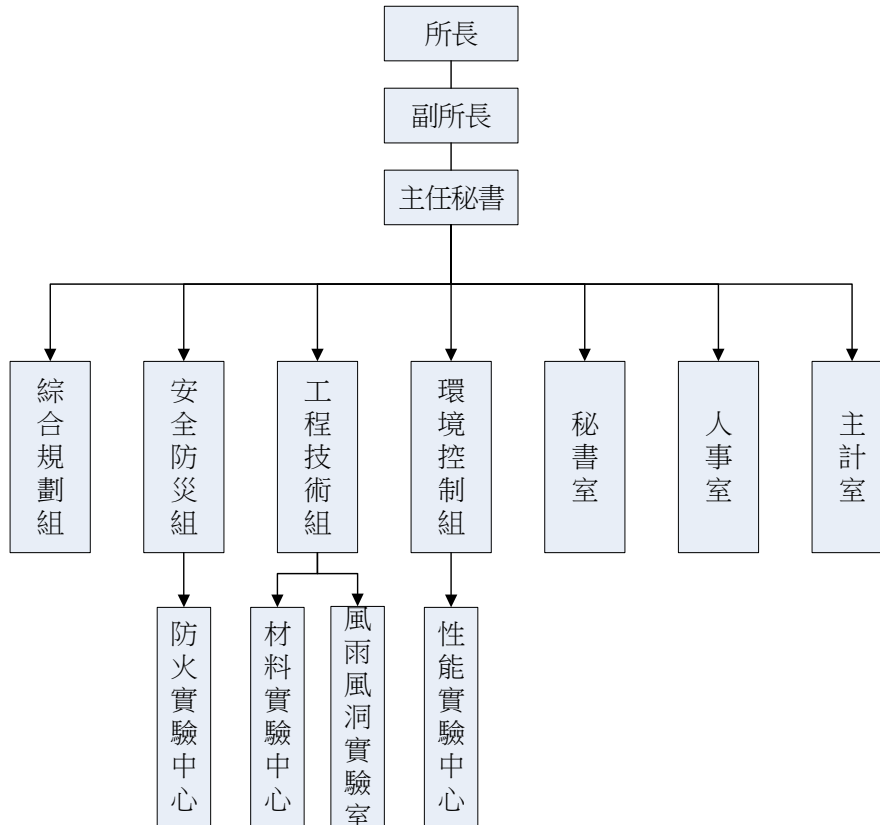 所長
副所長
主任秘書
綜合規劃組
安全防災組
工程技術組
環境控制組
秘書室
人事室
主計室
防火實驗中心
材料實驗中心
風雨風洞實驗室
性能實驗中心